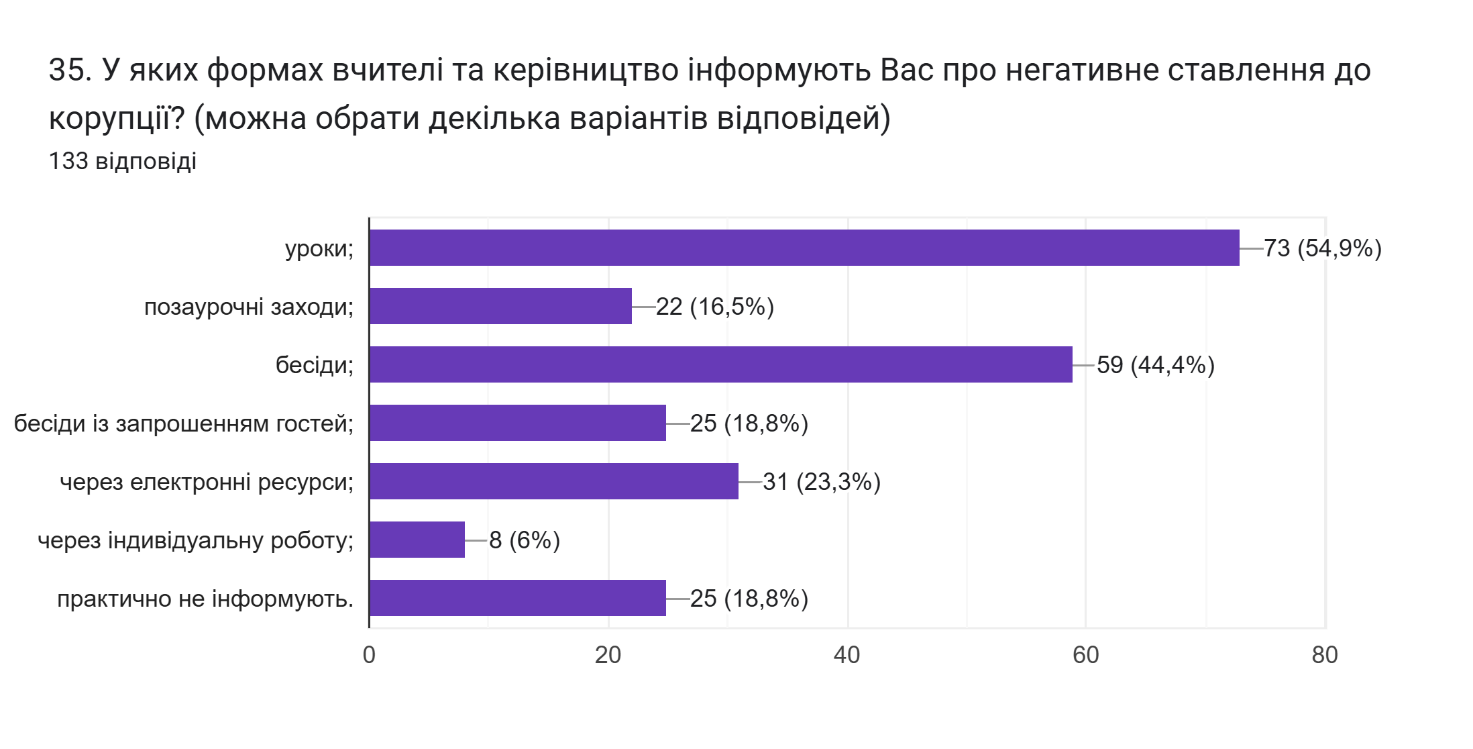 35. У яких формах вчителі та керівництво інформують Вас про негативне ставлення до
корупції? (можна обрати декілька варіантів відповідей)
133 відповіді
уроки;
73 (54,9%)
позаурочні заходи;
22 (16,5%)
бесіди;
59 (44,4%)
бесіди із запрошенням гостей;
25 (18,8%)
через електронні ресурси;
31 (23,3%)
через індивідуальну роботу;
8 (6%)
практично не інформують.
25 (18,8%)
0 20 40 60 80